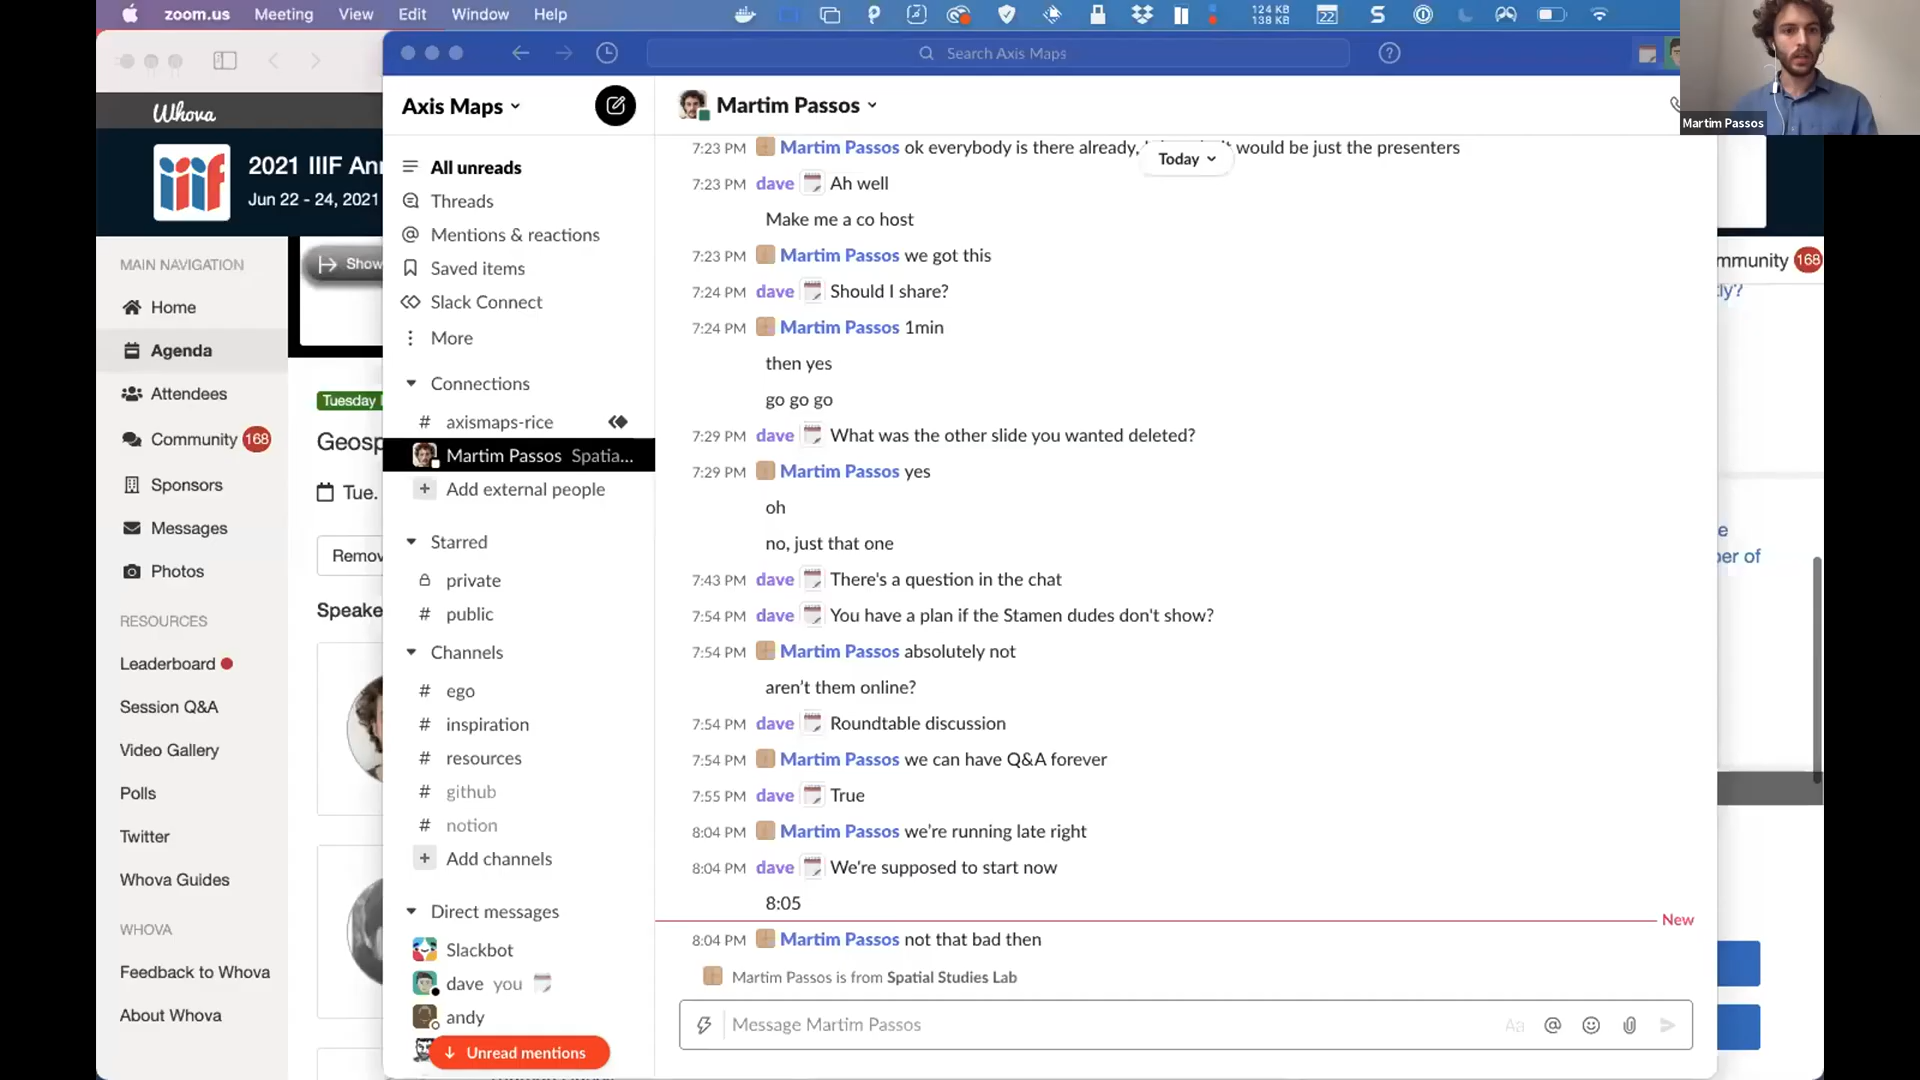 zoom.us Meeting View Edit Window Help
124 KB
138 KB
22
Search Axis Maps
Whova
iiif
2021 IIIF An
Jun 22 - 24, 2021
MAIN NAVIGATION
Home
Agenda
Attendees
Community 168
Sponsors
Messages
Photos
RESOURCES
Leaderboard
Session Q&A
Video Gallery
Polls
Twitter
Whova Guides
WHOVA
Feedback to Whova
About Whova
Show
Tuesday
Geosp
Tue.
Remov
Speake
Axis Maps
All unreads
Threads
Mentions & reactions
Saved items
Slack Connect
More
Connections
# axismaps-rice
Martim Passos Spatia...
+ Add external people
Starred
private
# public
Channels
# ego
# inspiration
# resources
# github
# notion
+ Add channels
Direct messages
Slackbot
dave you
andy
Unread mentions
Martim Passos
Today
7:23 PM Martim Passos ok everybody is there already, would be just the presenters
7:23 PM dave Ah well
Make me a co host
7:23 PM Martim Passos we got this
7:24 PM dave Should I share?
7:24 PM Martim Passos 1min
then yes
go go go
7:29 PM dave What was the other slide you wanted deleted?
7:29 PM Martim Passos yes
oh
no, just that one
7:43 PM dave There's a question in the chat
7:54 PM dave You have a plan if the Stamen dudes don't show?
7:54 PM Martim Passos absolutely not
aren't them online?
7:54 PM dave Roundtable discussion
7:54 PM Martim Passos we can have Q&A forever
7:55 PM dave True
8:04 PM Martim Passos we're running late right
8:04 PM dave We're supposed to start now
8:05
New
8:04 PM Martim Passos not that bad then
Martim Passos is from Spatial Studies Lab
Message Martim Passos
Aa
mmunity 168
tly?
e
ber of
Martim Passos